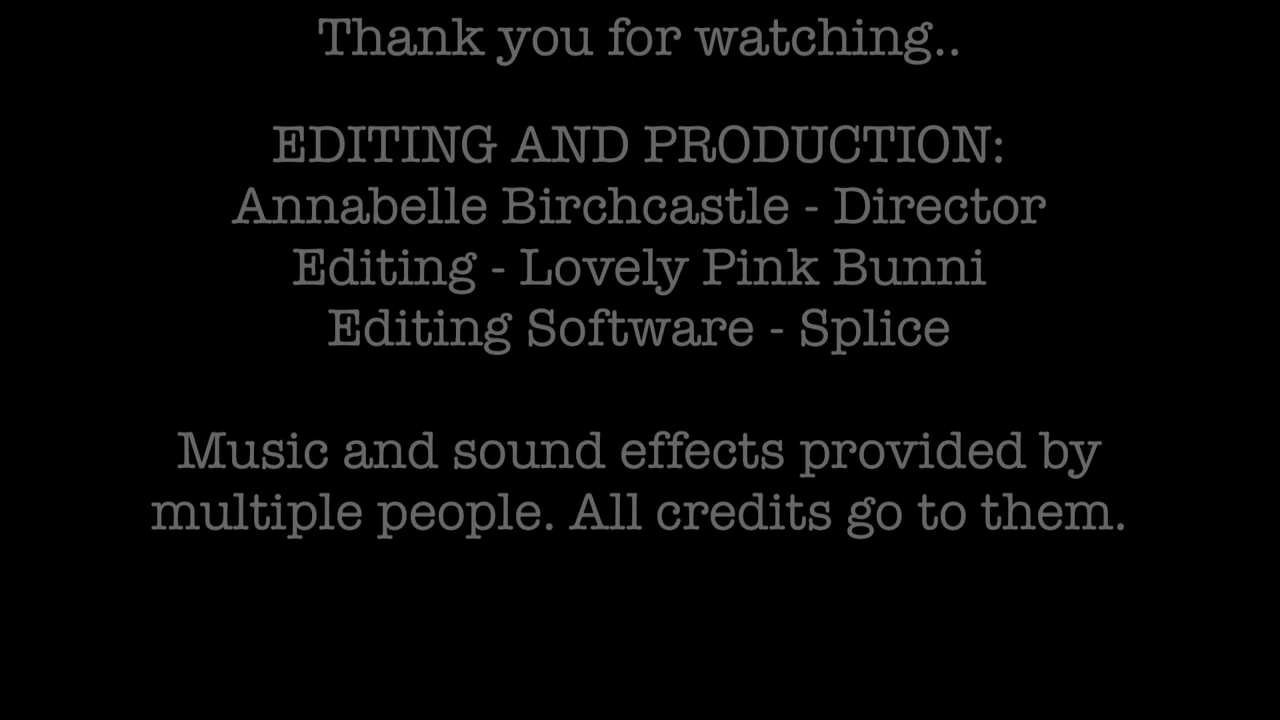 Thank you for watching..
EDITING AND PRODUCTION:
Annabelle Birchcastle - Director
Editing - Lovely Pink Bunni
Editing Software - Splice
Music and sound effects provided by
multiple people. All credits go to them.